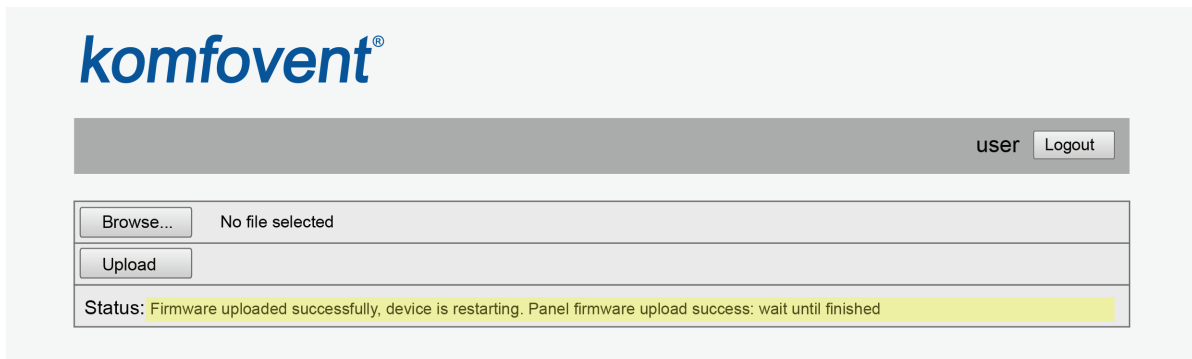 komfovent®
user Logout
Browse... No file selected
Upload
Status: Firmware uploaded successfully, device is restarting. Panel firmware upload success: wait until finished